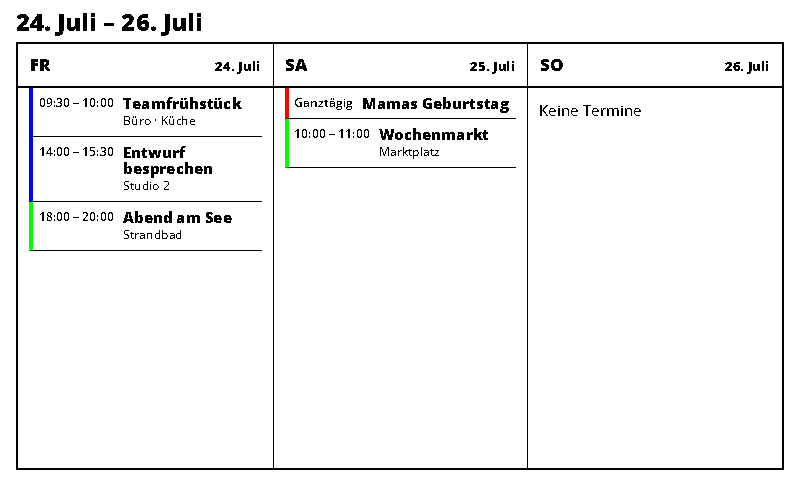 24. Juli – 26. Juli
FR 24. Juli
09:30 – 10:00 Teamfrühstück
Büro · Küche
14:00 – 15:30 Entwurf
besprechen
Studio 2
18:00 – 20:00 Abend am See
Strandbad
SA 25. Juli
Ganztägig Mamas Geburtstag
10:00 – 11:00 Wochenmarkt
Marktplatz
SO 26. Juli
Keine Termine